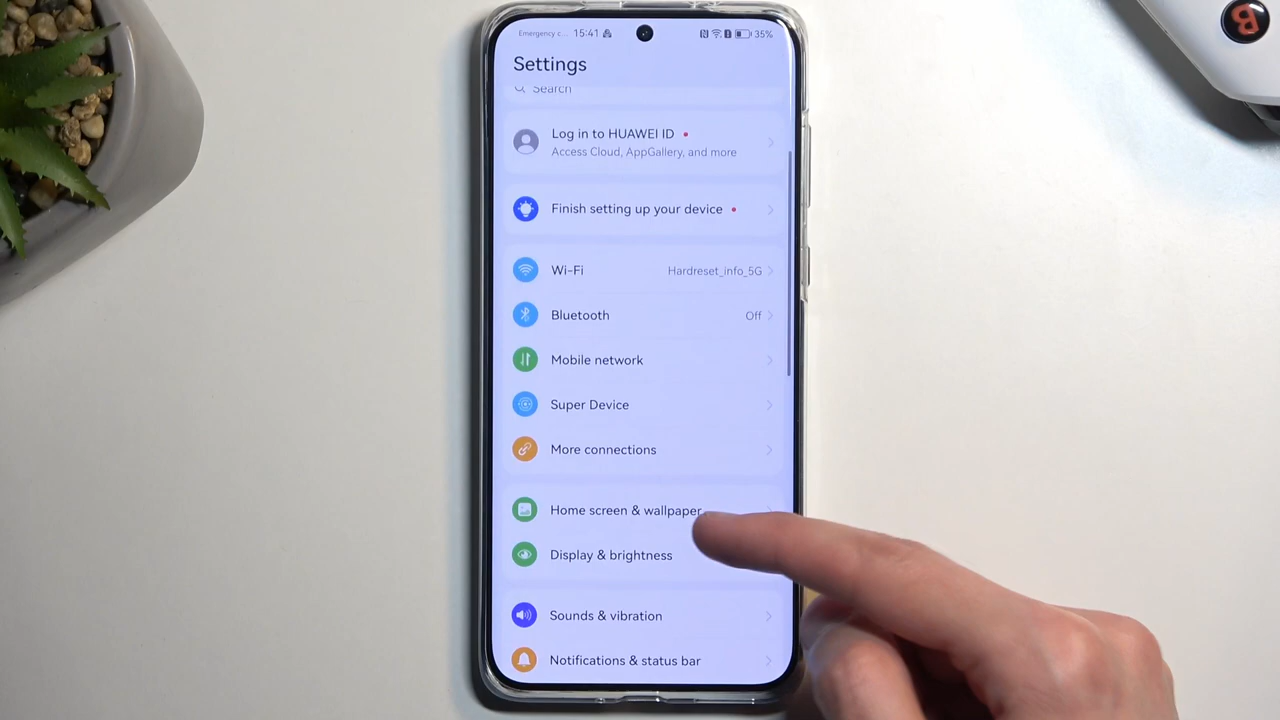 Emergency c... 15:41 35%
Settings
Search
Log in to HUAWEI ID
Access Cloud, AppGallery, and more
Finish setting up your device
Wi-Fi Hardreset_info_5G
Bluetooth Off
Mobile network
Super Device
More connections
Home screen & wallpaper
Display & brightness
Sounds & vibration
Notifications & status bar